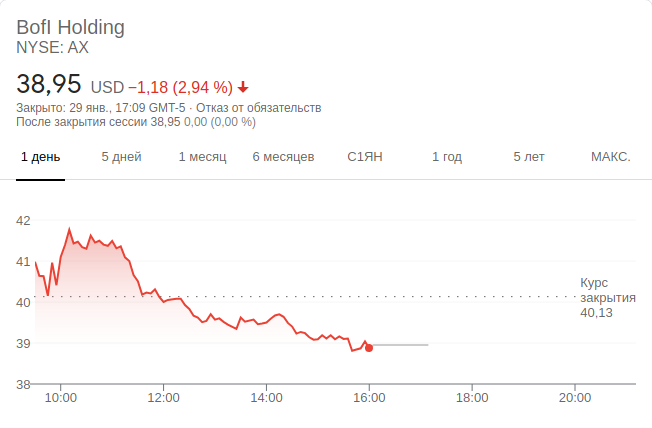 BofI Holding
NYSE: AX
38,95 USD −1,18 (2,94 %)
Закрыто: 29 янв., 17:09 GMT-5 · Отказ от обязательств
После закрытия сессии 38,95 0,00 (0,00 %)
1 день 5 дней 1 месяц 6 месяцев С1ЯН 1 год 5 лет МАКС.
42
41
Курс
закрытия
40,13
40
39
38
10:00 12:00 14:00 16:00 18:00 20:00